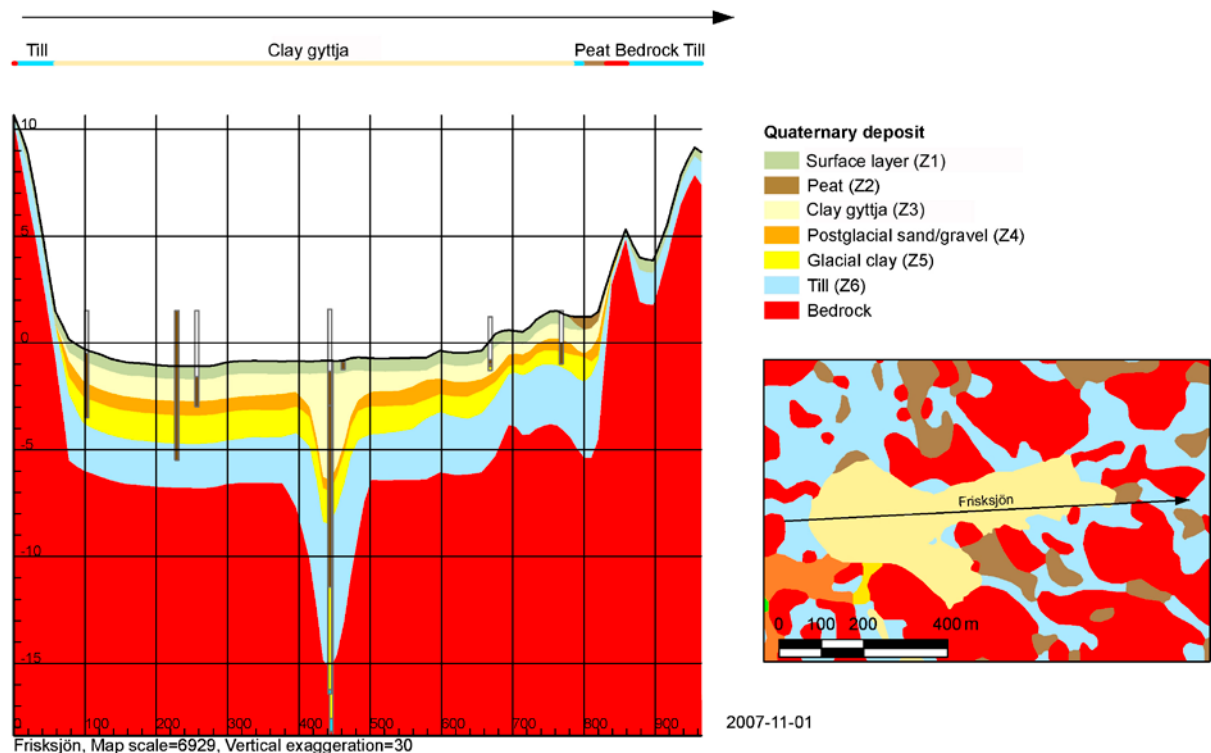 Till Clay gyttja Peat Bedrock Till
10
5
0
-5
-10
-15
0 100 200 300 400 500 600 700 800 900
Frisksjön, Map scale=6929, Vertical exaggeration=30
Quaternary deposit
Surface layer (Z1)
Peat (Z2)
Clay gyttja (Z3)
Postglacial sand/gravel (Z4)
Glacial clay (Z5)
Till (Z6)
Bedrock
Frisksjön
0 100 200 400 m
2007-11-01